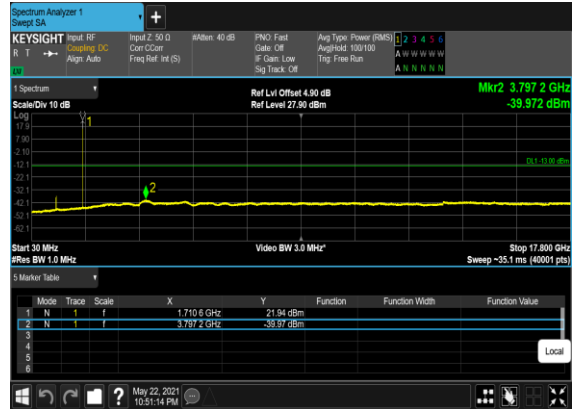 Spectrum Analyzer 1
Swept SA
+
KEYSIGHT Input: RF Input Z: 50 Ω #Atten: 40 dB PNO: Fast Avg Type: Power (RMS) 1 2 3 4 5 6
R T Coupling: DC Corr CCorr Gate: Off Avg|Hold: 100/100 A W W W W W
Align: Auto Freq Ref: Int (S) IF Gain: Low Trig: Free Run
Sig Track: Off A N N N N N
1 Spectrum
Ref Lvl Offset 4.90 dB Mkr2 3.797 2 GHz
Scale/Div 10 dB Ref Level 27.90 dBm -39.972 dBm
Log
17.9
7.90
-2.10
-12.1
-22.1
-32.1
-42.1
-52.1
-62.1
1
DL1 -13.00 dBm
2
Start 30 MHz Video BW 3.0 MHz* Stop 17.800 GHz
#Res BW 1.0 MHz Sweep ~35.1 ms (40001 pts)
5 Marker Table
Mode Trace Scale X Y Function Function Width Function Value
1 N 1 f 1.710 6 GHz 21.94 dBm
2 N 1 f 3.797 2 GHz -39.97 dBm
3
4
5
6
Local
? May 22, 2021
10:51:14 PM